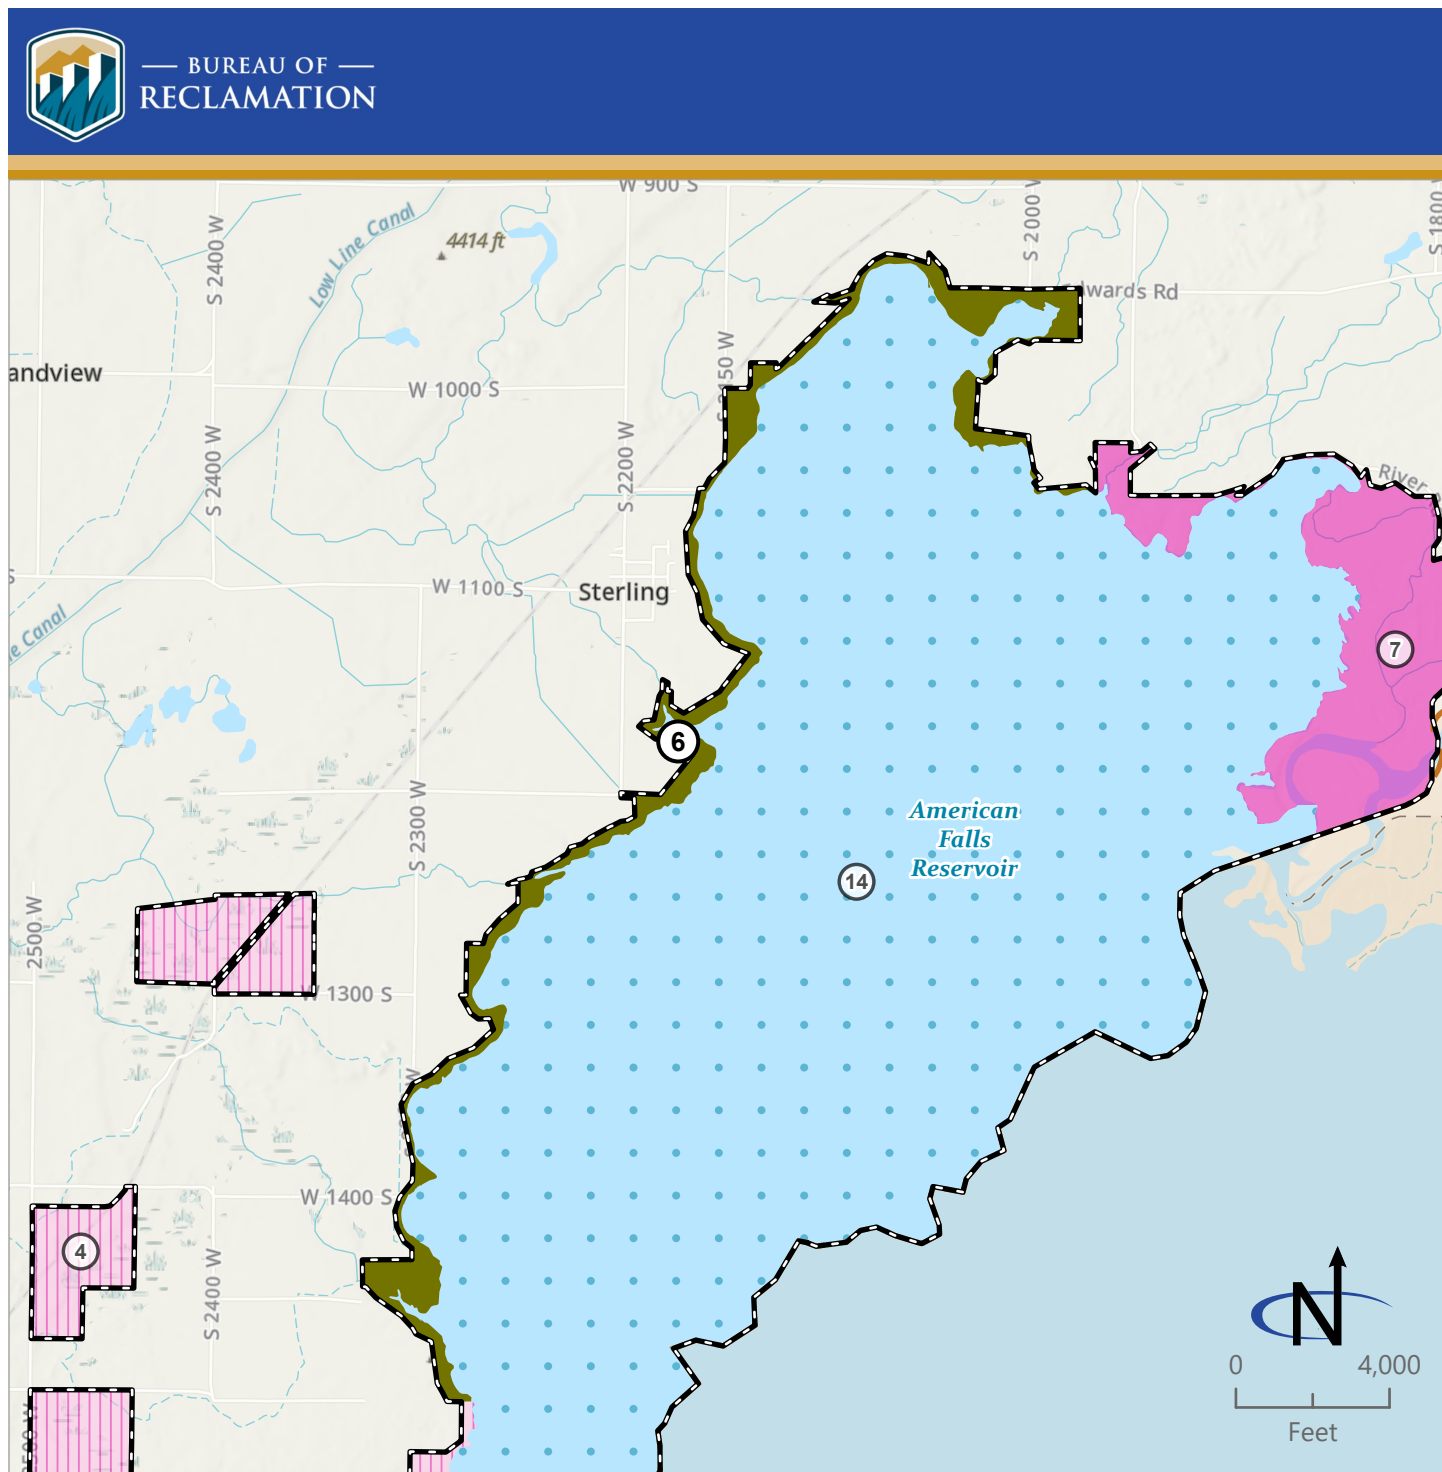 BUREAU OF
RECLAMATION
W 900 S
S 2400 W
Low Line Canal
4414 ft
S 2000 W
S 1800
Edwards Rd
andview
W 1000 S
S 2400 W
S 2200 W
River
W 1100 S
Sterling
e Canal
7
6
S 2300 W
American
Falls
Reservoir
14
2500 W
W 1300 S
W
W 1400 S
4
S 2400 W
N
0 4,000
Feet